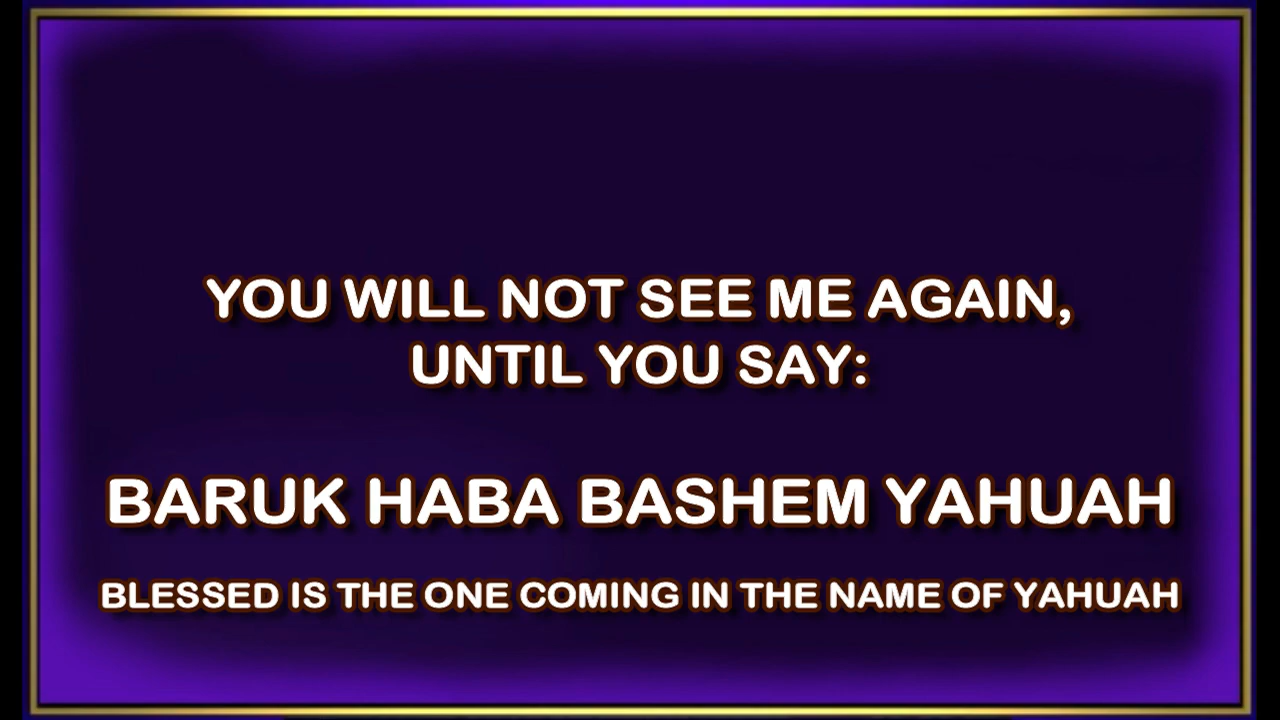 YOU WILL NOT SEE ME AGAIN,
UNTIL YOU SAY:
BARUK HABA BASHEM YAHUAH
BLESSED IS THE ONE COMING IN THE NAME OF YAHUAH